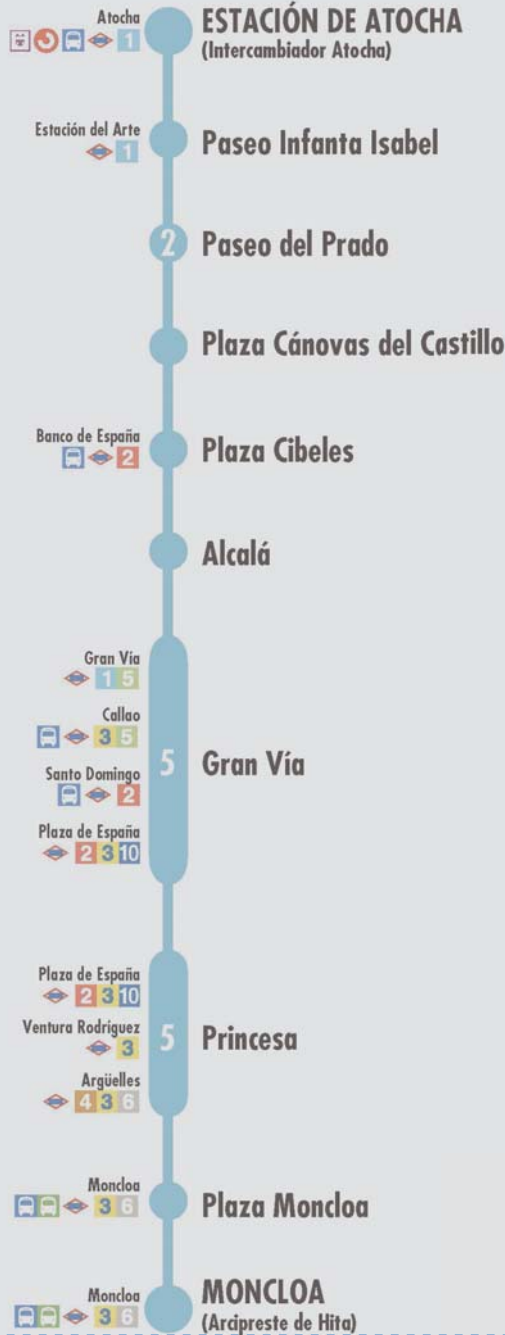 Atocha
1
ESTACIÓN DE ATOCHA
(Intercambiador Atocha)
Estación del Arte
1
Paseo Infanta Isabel
2
Paseo del Prado
Plaza Cánovas del Castillo
Banco de España
2
Plaza Cibeles
Alcalá
Gran Vía
1 5
Callao
3 5
Santo Domingo
2
Plaza de España
2 3 10
5
Gran Vía
Plaza de España
2 3 10
Ventura Rodríguez
3
Argüelles
4 3 6
5
Princesa
Moncloa
3 6
Plaza Moncloa
Moncloa
3 6
MONCLOA
(Arcipreste de Hita)